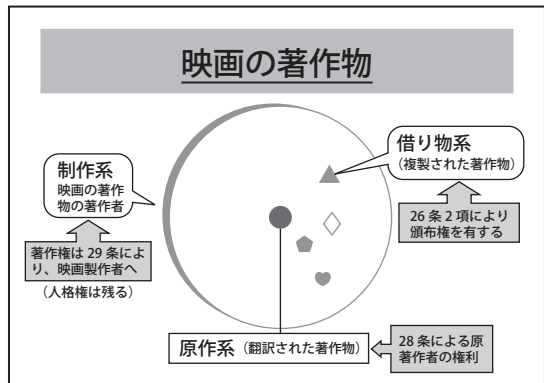 映画の著作物
制作系
映画の著作
物の著作者
著作権は 29 条によ
り、映画製作者へ
(人格権は残る)
借り物系
(複製された著作物)
26 条 2 項により
頒布権を有する
原作系(翻訳された著作物)
28 条による原
著作者の権利